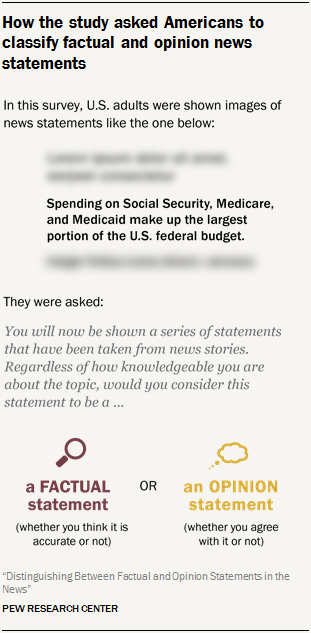 How the study asked Americans to
classify factual and opinion news
statements
In this survey, U.S. adults were shown images of
news statements like the one below:
Lorem ipsum dolor sit amet,
Spending on Social Security, Medicare,
and Medicaid make up the largest
portion of the U.S. federal budget.
They were asked:
You will now be shown a series of statements
that have been taken from news stories.
Regardless of how knowledgeable you are
about the topic, would you consider this
statement to be a ...
a FACTUAL
statement
(whether you think it is
accurate or not)
OR
an OPINION
statement
(whether you agree
with it or not)
“Distinguishing Between Factual and Opinion Statements in the
News”
PEW RESEARCH CENTER